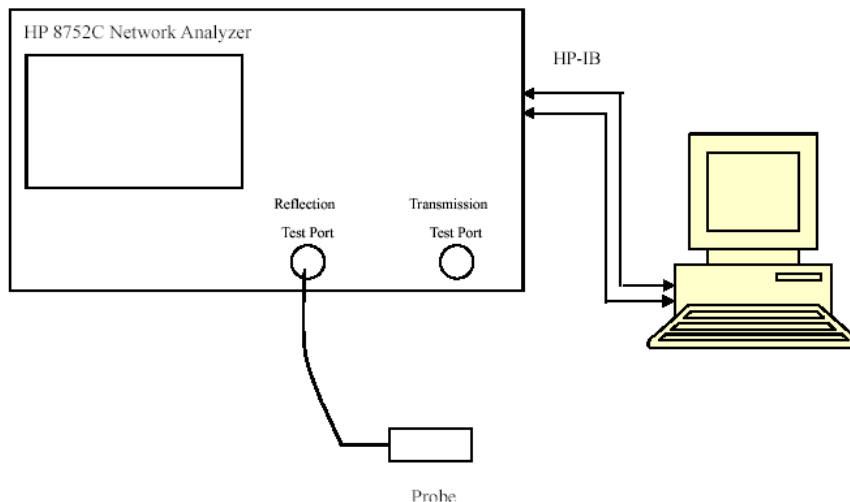 HP 8752C Network Analyzer
HP-IB
Reflection
Test Port
Transmission
Test Port
Probe